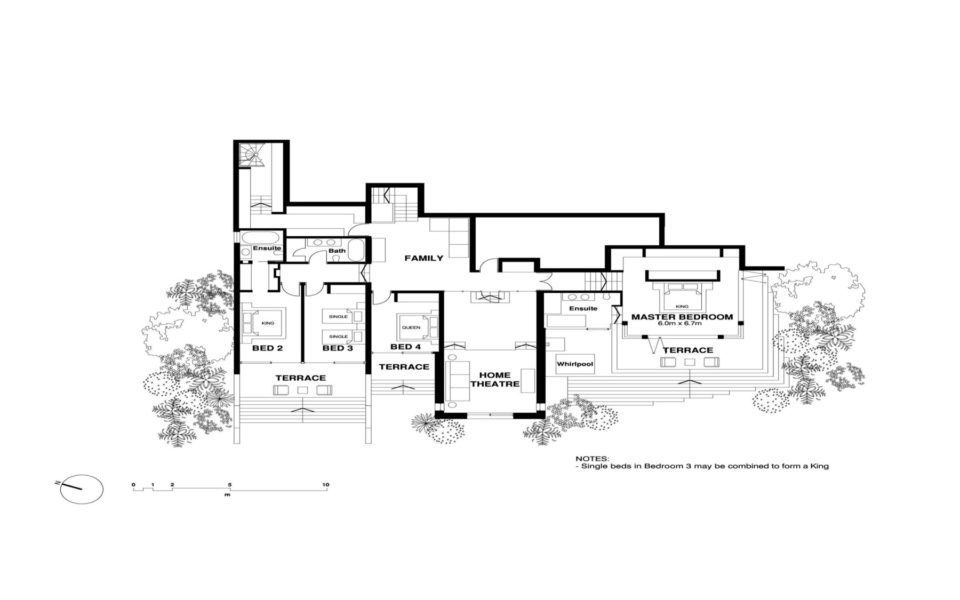 Ensuite
Bath
FAMILY
KING
SINGLE
SINGLE
QUEEN
BED 2
BED 3
BED 4
TERRACE
TERRACE
HOME
THEATRE
Ensuite
Whirlpool
KING
MASTER BEDROOM
6.0m x 6.7m
TERRACE
NOTES:
- Single beds in Bedroom 3 may be combined to form a King
N
0 1 2 5 10
m